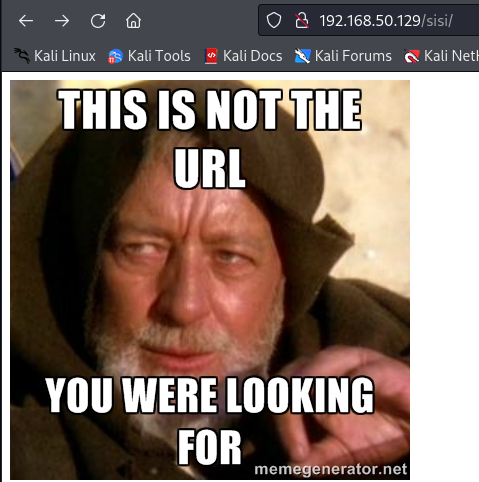 192.168.50.129/sisi/
Kali Linux Kali Tools Kali Docs Kali Forums Kali Net
THIS IS NOT THE
URL
YOU WERE LOOKING
FOR
memegenerator.net